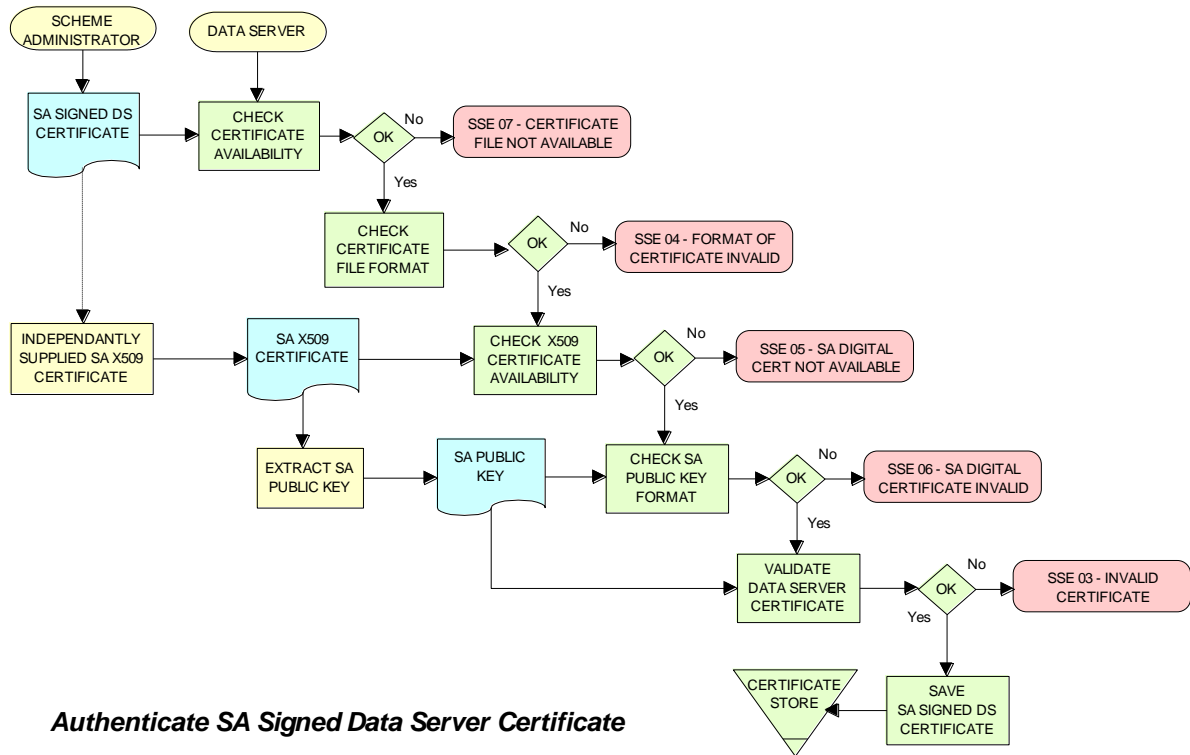 SCHEME
ADMINISTRATOR
DATA SERVER
SA SIGNED DS
CERTIFICATE
CHECK
CERTIFICATE
AVAILABILITY
OK
No
SSE 07 - CERTIFICATE
FILE NOT AVAILABLE
Yes
CHECK
CERTIFICATE
FILE FORMAT
OK
No
SSE 04 - FORMAT OF
CERTIFICATE INVALID
Yes
INDEPENDANTLY
SUPPLIED SA X509
CERTIFICATE
SA X509
CERTIFICATE
CHECK X509
CERTIFICATE
AVAILABILITY
OK
No
SSE 05 - SA DIGITAL
CERT NOT AVAILABLE
Yes
EXTRACT SA
PUBLIC KEY
SA PUBLIC
KEY
CHECK SA
PUBLIC KEY
FORMAT
OK
No
SSE 06 - SA DIGITAL
CERTIFICATE INVALID
Yes
VALIDATE
DATA SERVER
CERTIFICATE
OK
No
SSE 03 - INVALID
CERTIFICATE
Yes
CERTIFICATE
STORE
SAVE
SA SIGNED DS
CERTIFICATE
Authenticate SA Signed Data Server Certificate